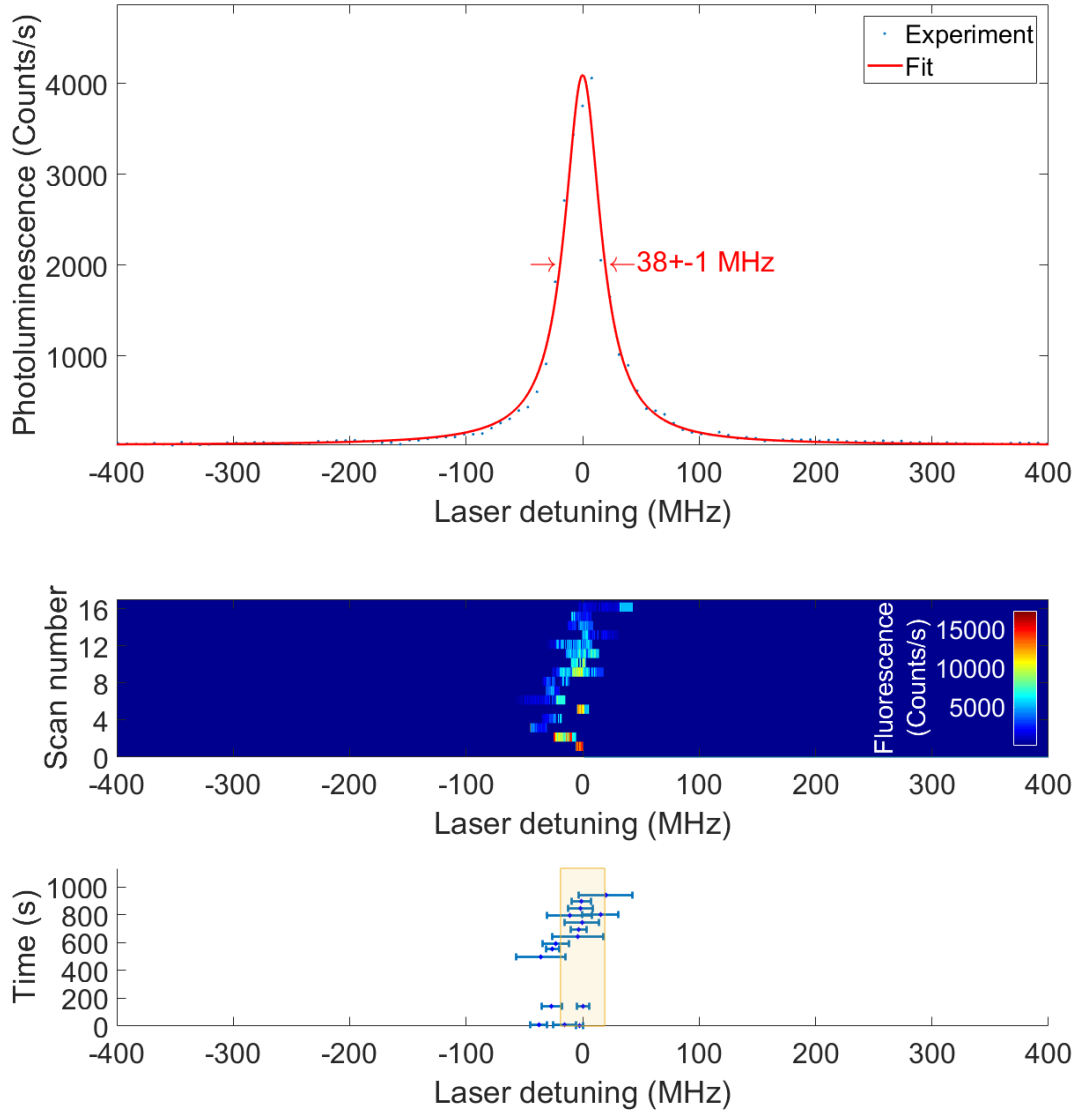 Photoluminescence (Counts/s)
4000
3000
2000
1000
Experiment
Fit
38+-1 MHz
-400 -300 -200 -100 0 100 200 300 400
Laser detuning (MHz)
Scan number
16
12
8
4
0
Fluorescence
(Counts/s)
15000
10000
5000
-400 -300 -200 -100 0 100 200 300 400
Laser detuning (MHz)
Time (s)
1000
800
600
400
200
0
-400 -300 -200 -100 0 100 200 300 400
Laser detuning (MHz)